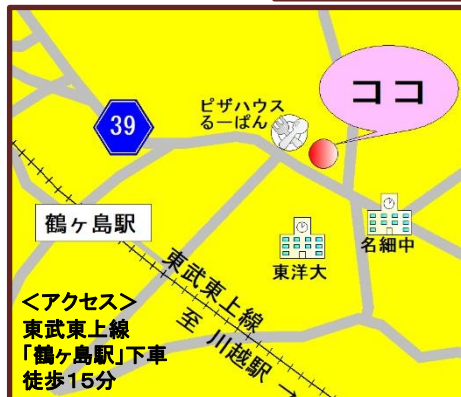 ココ
ピザハウス
るーぱん
39
鶴ヶ島駅
名細中
東洋大
東武東上線
至 川越駅 →
＜アクセス＞
東武東上線
「鶴ヶ島駅」下車
徒歩15分